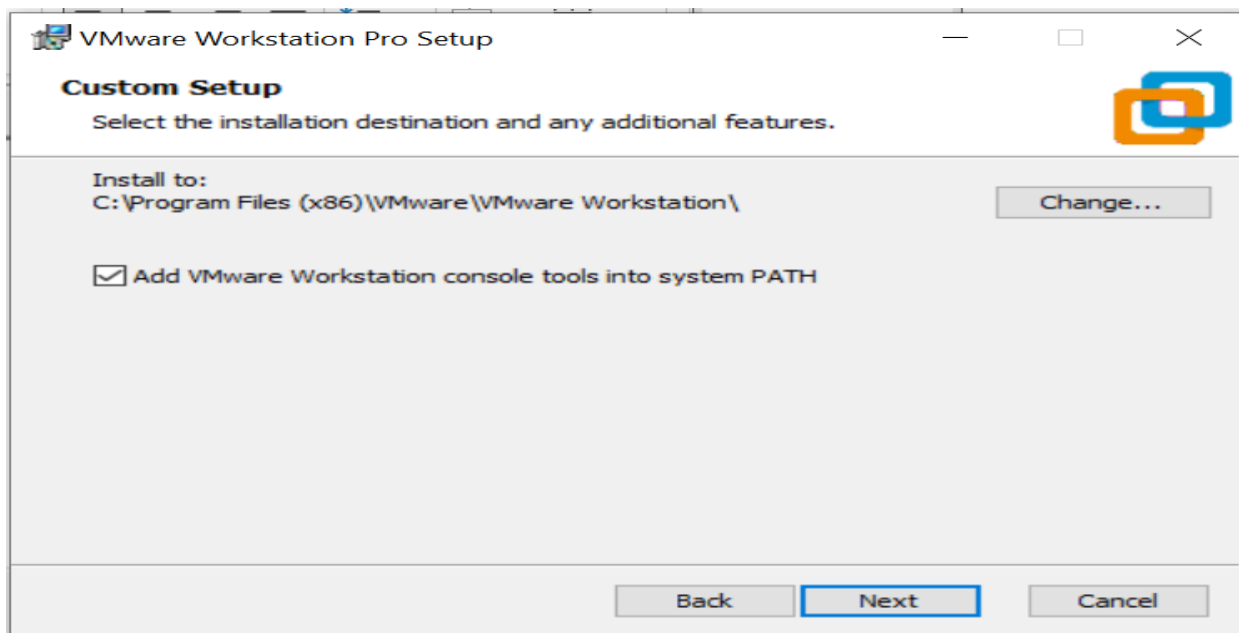 VMware Workstation Pro Setup
Custom Setup
Select the installation destination and any additional features.
Install to:
C:\Program Files (x86)\VMware\VMware Workstation\
Change...
Add VMware Workstation console tools into system PATH
Back
Next
Cancel